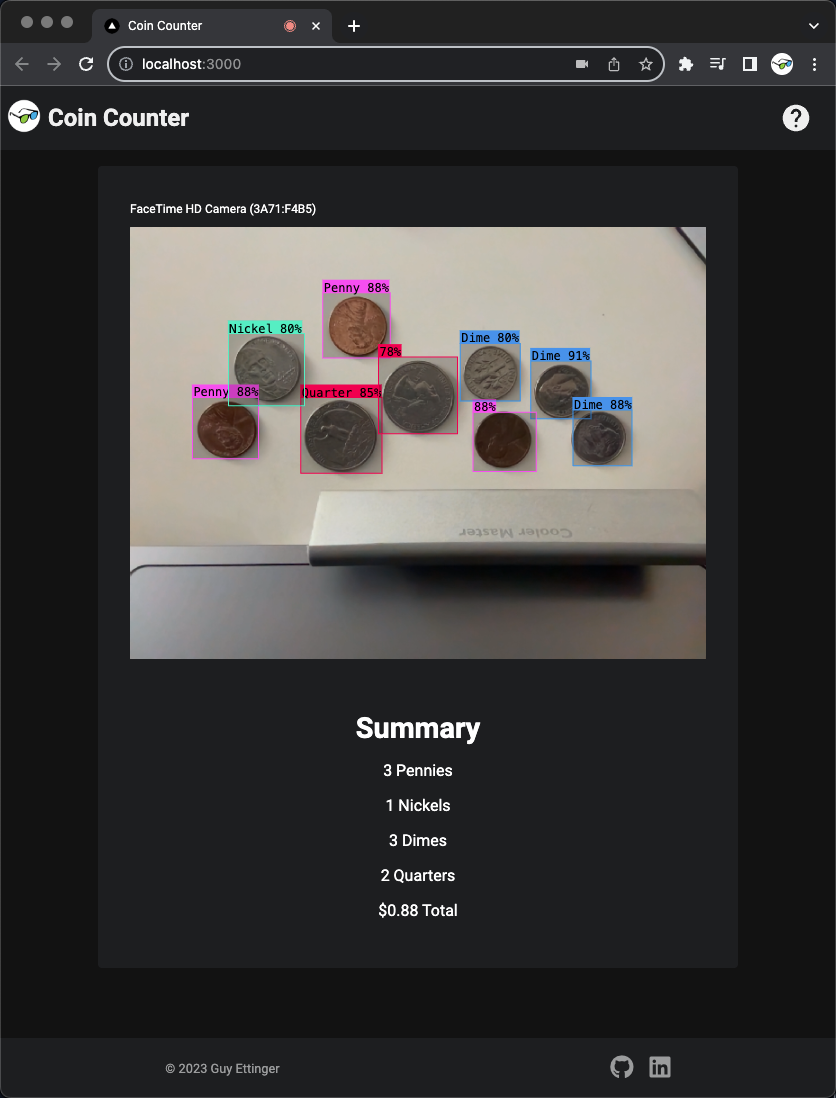 Coin Counter
localhost:3000
Coin Counter
FaceTime HD Camera (3A71:F4B5)
Penny 88%
Nickel 80%
Dime 80%
78%
Dime 91%
Penny 88%
Quarter 85%
Dime 88%
88%
Cooler Master
Summary
3 Pennies
1 Nickels
3 Dimes
2 Quarters
$0.88 Total
© 2023 Guy Ettinger